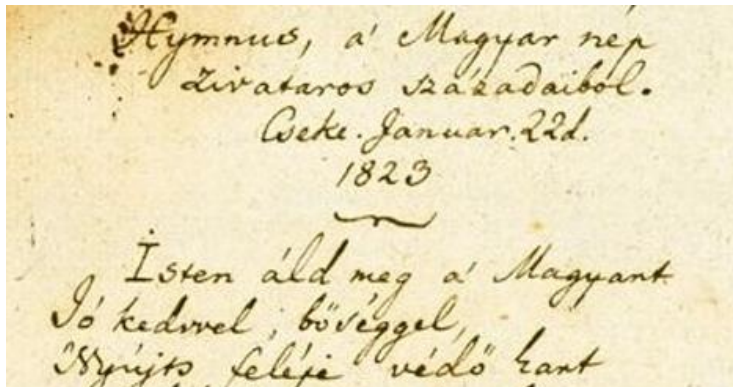 Hymnus, a' Magyar nép
zivataros századaiból.
Cseke. Januar. 22d.
1823
Isten áld meg a' Magyart
Jó kedvvel, bőséggel,
Nyújts feléje védő kart